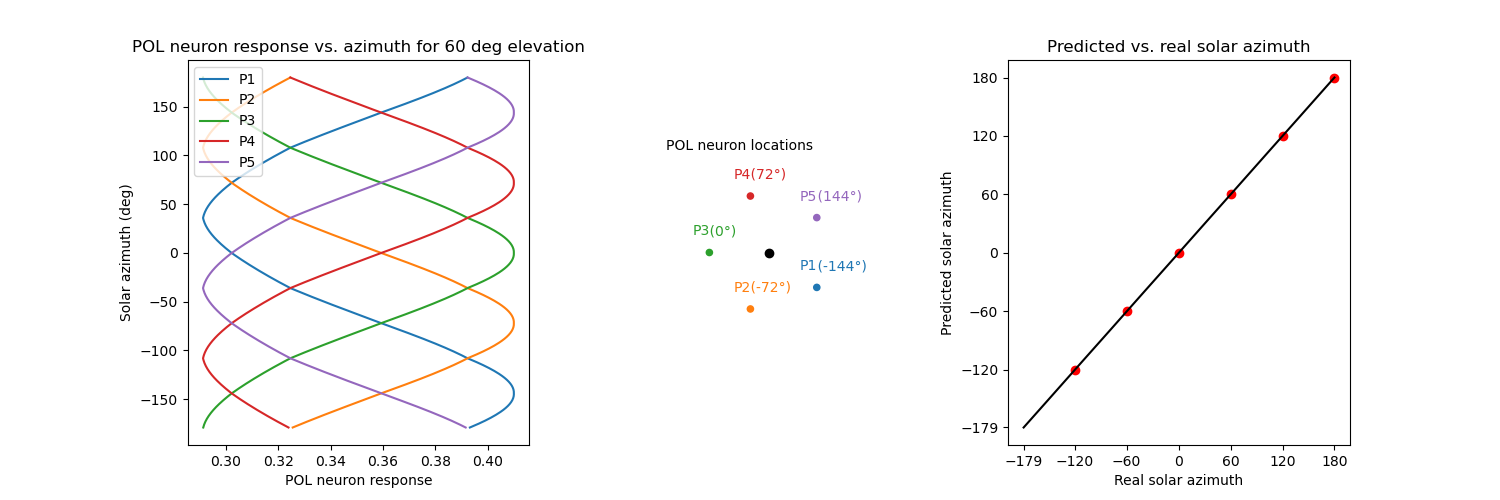 POL neuron response vs. azimuth for 60 deg elevation
P1
P2
P3
P4
P5
150
100
50
0
−50
−100
−150
Solar azimuth (deg)
0.30 0.32 0.34 0.36 0.38 0.40
POL neuron response
POL neuron locations
P4(72°)
P5(144°)
P3(0°)
P1(-144°)
P2(-72°)
Predicted vs. real solar azimuth
180
120
60
0
−60
−120
−179
Predicted solar azimuth
−179 −120 −60 0 60 120 180
Real solar azimuth